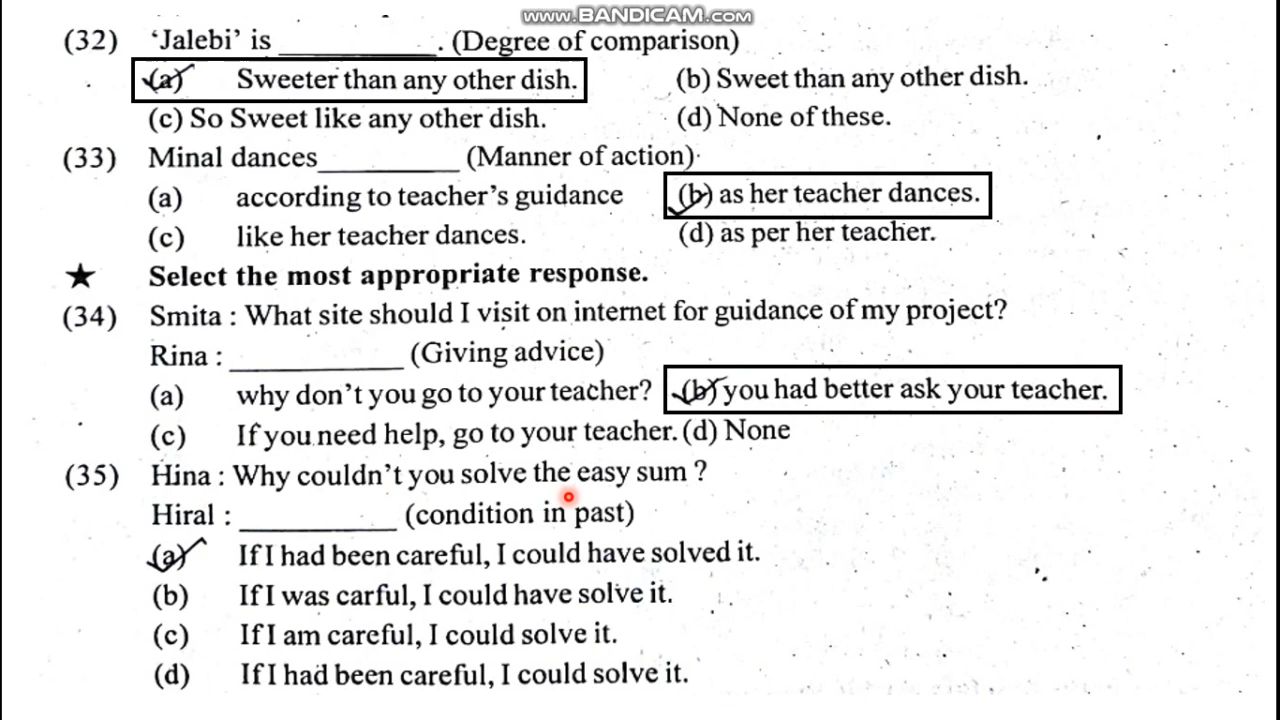 www.BANDICAM.com
(32) 'Jalebi' is __________. (Degree of comparison)
(a) Sweeter than any other dish. (b) Sweet than any other dish.
(c) So Sweet like any other dish. (d) None of these.
(33) Minal dances_________ (Manner of action)
(a) according to teacher's guidance (b) as her teacher dances.
(c) like her teacher dances. (d) as per her teacher.
★ Select the most appropriate response.
(34) Smita : What site should I visit on internet for guidance of my project?
Rina : ___________ (Giving advice)
(a) why don't you go to your teacher? (b) you had better ask your teacher.
(c) If you need help, go to your teacher. (d) None
(35) Hina : Why couldn't you solve the easy sum ?
Hiral : __________ (condition in past)
(a) If I had been careful, I could have solved it.
(b) If I was carful, I could have solve it.
(c) If I am careful, I could solve it.
(d) If I had been careful, I could solve it.